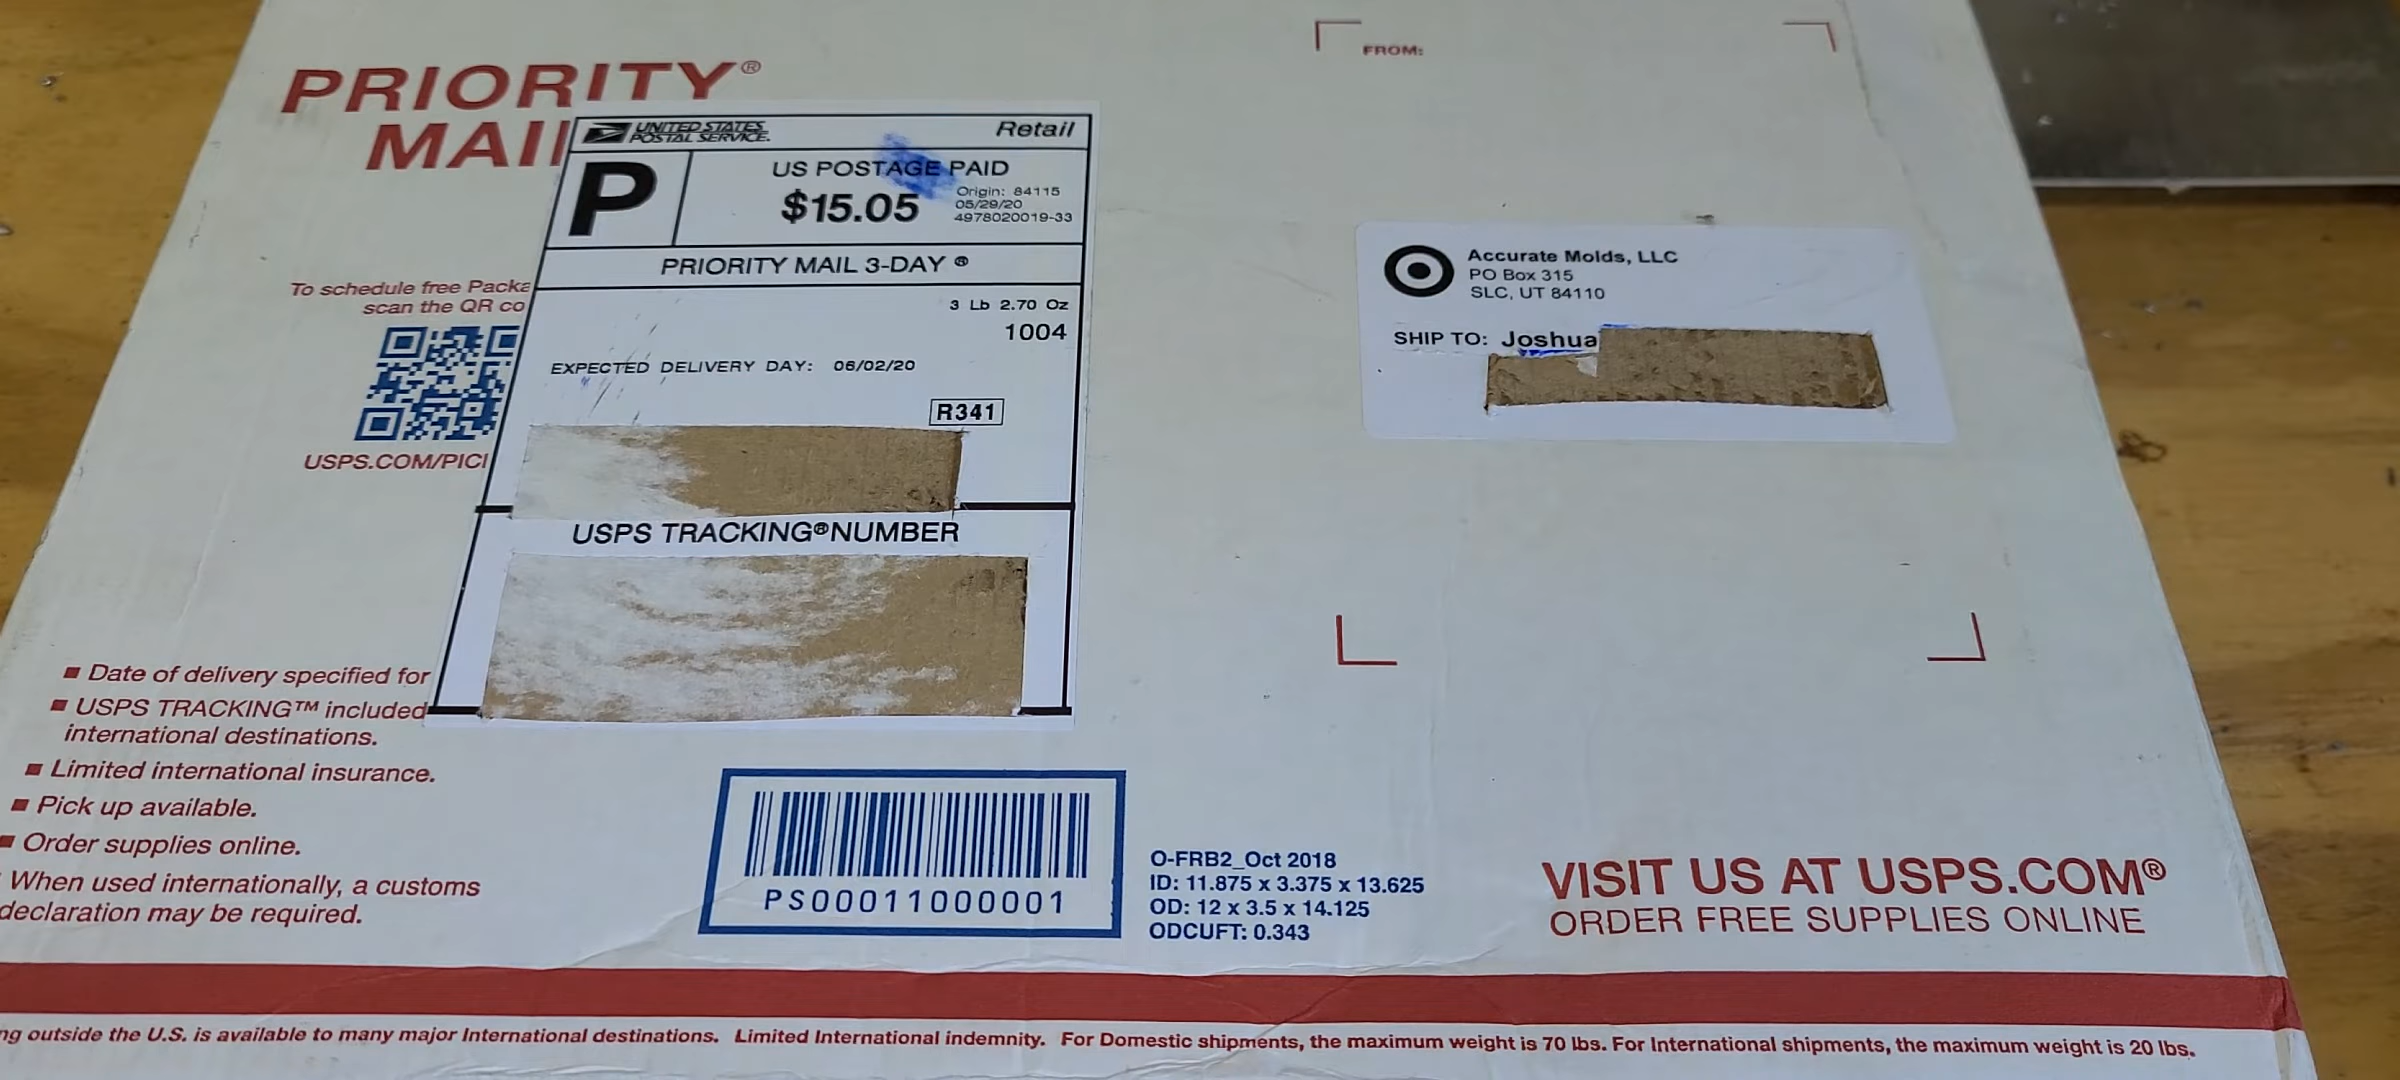 PRIORITY®
MAIL
FROM:
UNITED STATES
POSTAL SERVICE.
Retail
P
US POSTAGE PAID
$15.05
Origin: 84115
05/29/20
4978020019-33
PRIORITY MAIL 3-DAY ®
3 Lb 2.70 Oz
1004
EXPECTED DELIVERY DAY: 06/02/20
R341
USPS TRACKING® NUMBER
To schedule free Packa
scan the QR co
USPS.COM/PICI
Accurate Molds, LLC
PO Box 315
SLC, UT 84110
SHIP TO: Joshua
■ Date of delivery specified for
■ USPS TRACKING™ included
international destinations.
■ Limited international insurance.
■ Pick up available.
■ Order supplies online.
When used internationally, a customs
declaration may be required.
PS00011000001
O-FRB2_Oct 2018
ID: 11.875 x 3.375 x 13.625
OD: 12 x 3.5 x 14.125
ODCUFT: 0.343
VISIT US AT USPS.COM®
ORDER FREE SUPPLIES ONLINE
ng outside the U.S. is available to many major International destinations. Limited International indemnity. For Domestic shipments, the maximum weight is 70 lbs. For International shipments, the maximum weight is 20 lbs.